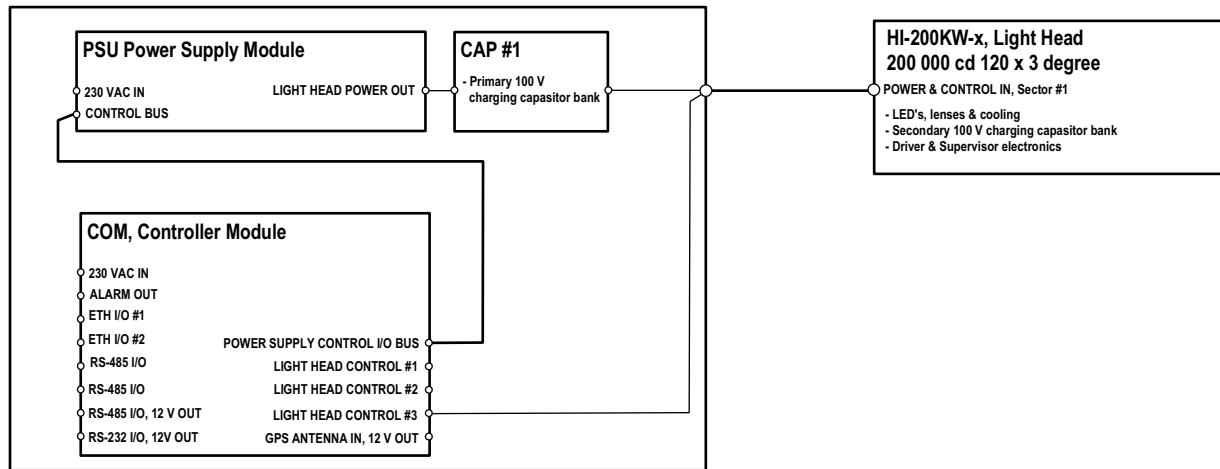 PSU Power Supply Module
230 VAC IN
CONTROL BUS
LIGHT HEAD POWER OUT
CAP #1
- Primary 100 V
charging capasitor bank
HI-200KW-x, Light Head
200 000 cd 120 x 3 degree
POWER & CONTROL IN, Sector #1
- LED's, lenses & cooling
- Secondary 100 V charging capasitor bank
- Driver & Supervisor electronics
COM, Controller Module
230 VAC IN
ALARM OUT
ETH I/O #1
ETH I/O #2
RS-485 I/O
RS-485 I/O
RS-485 I/O, 12 V OUT
RS-232 I/O, 12V OUT
POWER SUPPLY CONTROL I/O BUS
LIGHT HEAD CONTROL #1
LIGHT HEAD CONTROL #2
LIGHT HEAD CONTROL #3
GPS ANTENNA IN, 12 V OUT